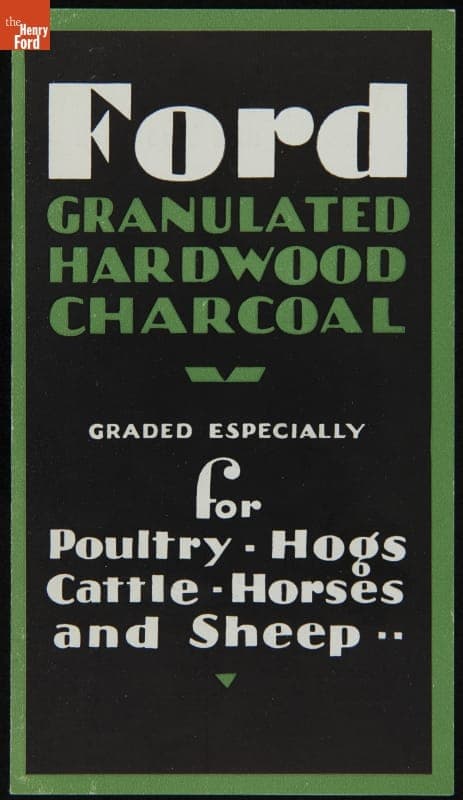 the
Henry
Ford
Ford
GRANULATED
HARDWOOD
CHARCOAL
GRADED ESPECIALLY
for
Poultry - Hogs
Cattle - Horses
and Sheep ..